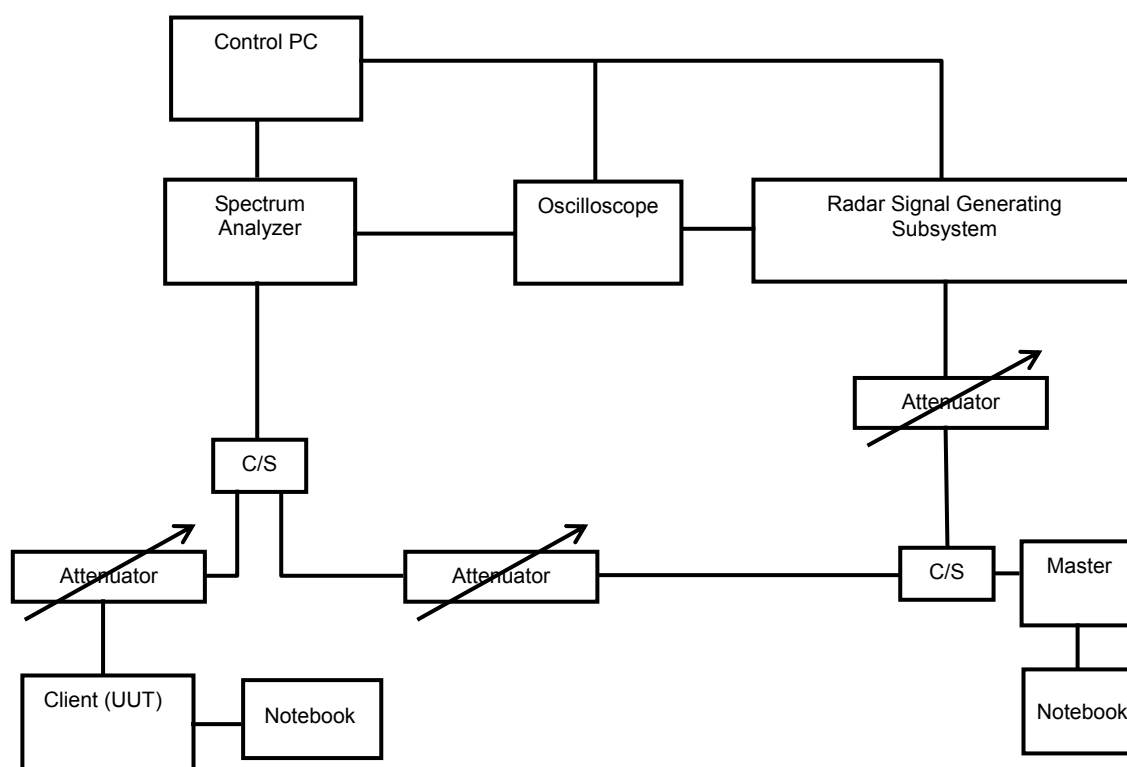 Control PC
Spectrum
Analyzer
Oscilloscope
Radar Signal Generating
Subsystem
Attenuator
C/S
Attenuator
Attenuator
C/S
Master
Client (UUT)
Notebook
Notebook